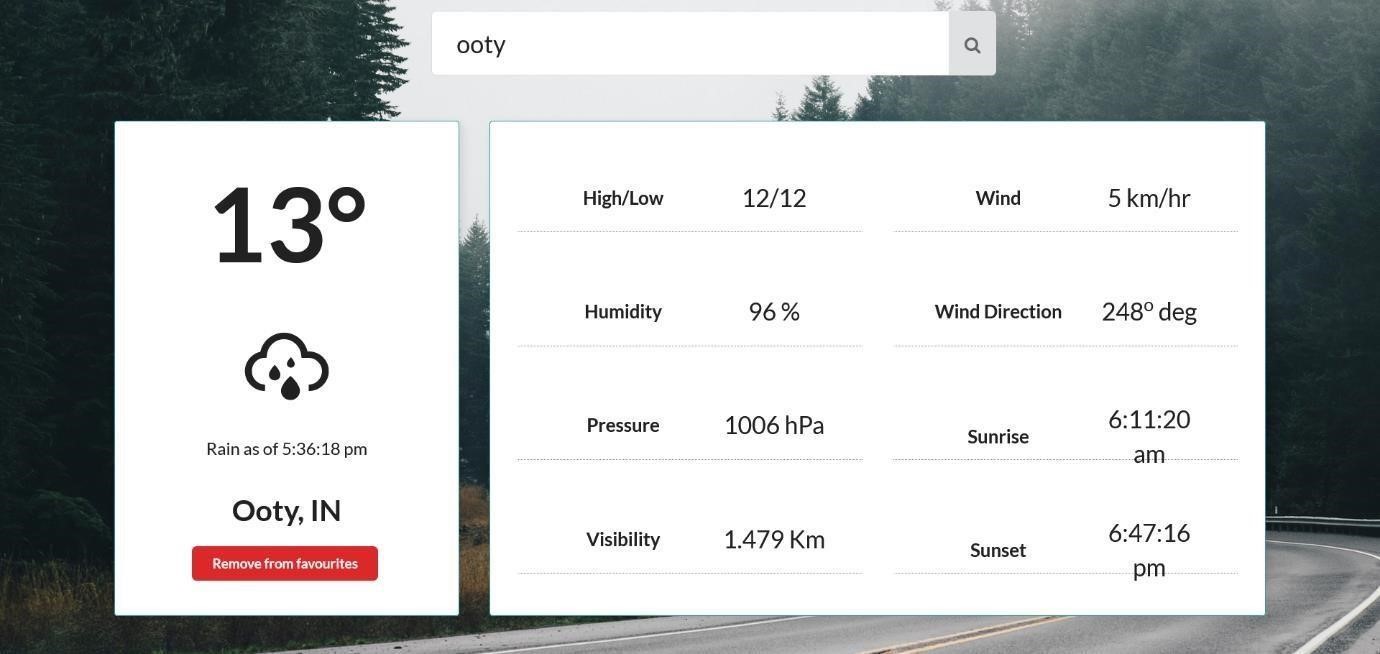 ooty
13°
Rain as of 5:36:18 pm
Ooty, IN
Remove from favourites
High/Low 12/12
Wind 5 km/hr
Humidity 96 %
Wind Direction 248⁰ deg
Pressure 1006 hPa
Sunrise 6:11:20
am
Visibility 1.479 Km
Sunset 6:47:16
pm